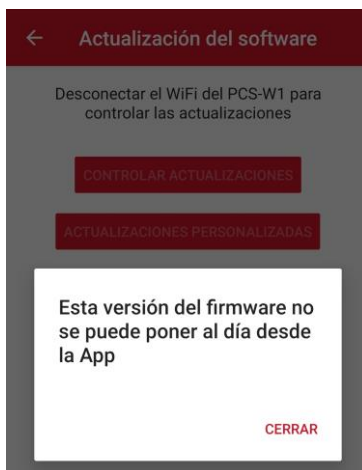 Actualización del software
Desconectar el WiFi del PCS-W1 para
controlar las actualizaciones
CONTROLAR ACTUALIZACIONES
ACTUALIZACIONES PERSONALIZADAS
Esta versión del firmware no
se puede poner al día desde
la App
CERRAR